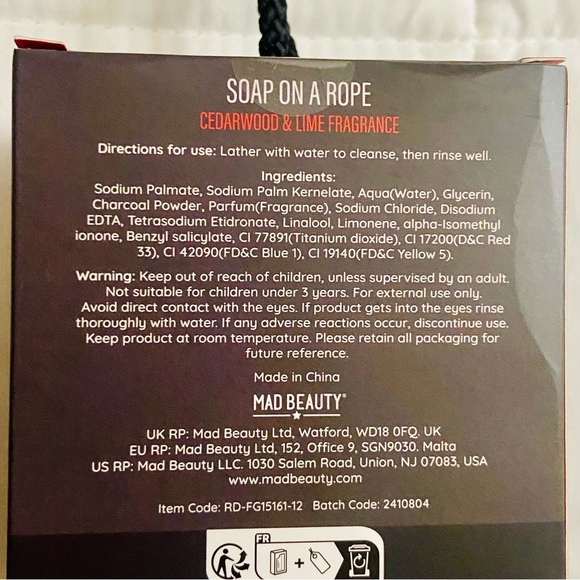 SOAP ON A ROPE
CEDARWOOD & LIME FRAGRANCE
Directions for use: Lather with water to cleanse, then rinse well.
Ingredients:
Sodium Palmate, Sodium Palm Kernelate, Aqua(Water), Glycerin,
Charcoal Powder, Parfum(Fragrance), Sodium Chloride, Disodium
EDTA, Tetrasodium Etidronate, Linalool, Limonene, alpha-Isomethyl
ionone, Benzyl salicylate, CI 77891(Titanium dioxide), CI 17200(D&C Red
33), CI 42090(FD&C Blue 1), CI 19140(FD&C Yellow 5).
Warning: Keep out of reach of children, unless supervised by an adult.
Not suitable for children under 3 years. For external use only.
Avoid direct contact with the eyes. If product gets into the eyes rinse
thoroughly with water. If any adverse reactions occur, discontinue use.
Keep product at room temperature. Please retain all packaging for
future reference.
Made in China
MAD BEAUTY®
UK RP: Mad Beauty Ltd, Watford, WD18 0FQ. UK
EU RP: Mad Beauty Ltd, 152, Office 9, SGN9030. Malta
US RP: Mad Beauty LLC. 1030 Salem Road, Union, NJ 07083, USA
www.madbeauty.com
Item Code: RD-FG15161-12 Batch Code: 2410804
FR
+